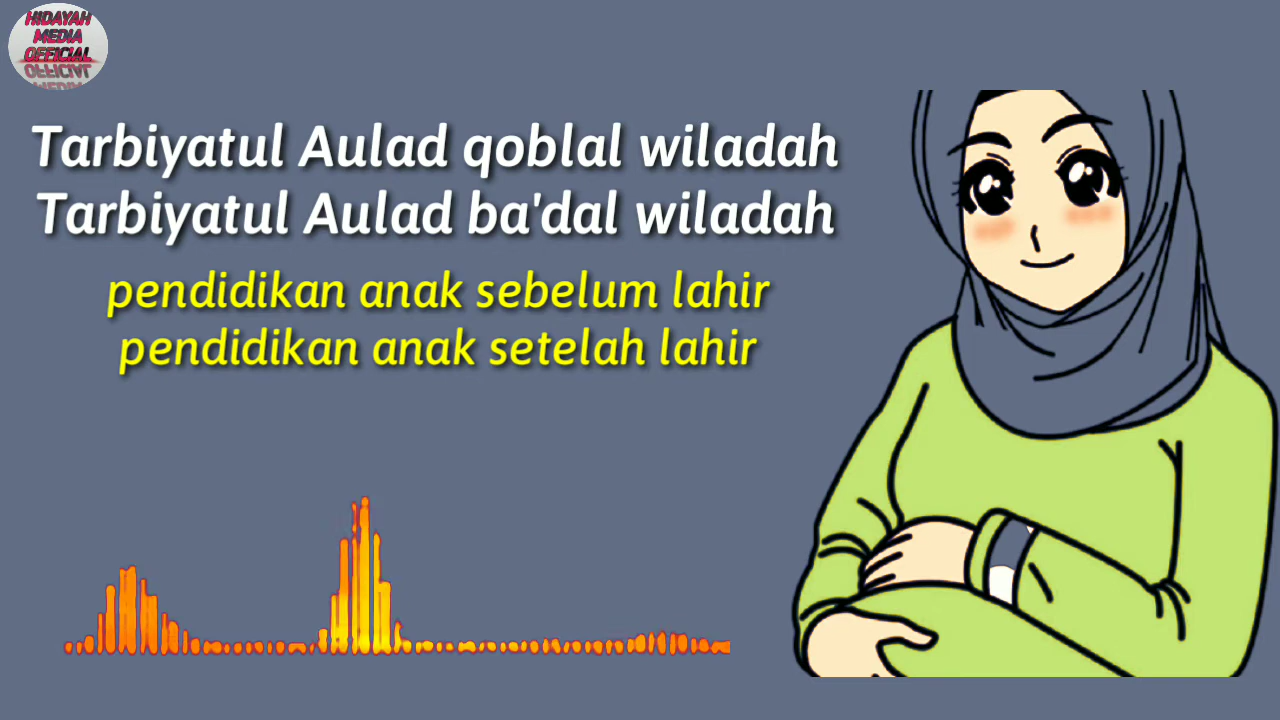 HIDAYAH
MEDIA
OFFICIAL
Tarbiyatul Aulad qoblal wiladah
Tarbiyatul Aulad ba'dal wiladah
pendidikan anak sebelum lahir
pendidikan anak setelah lahir